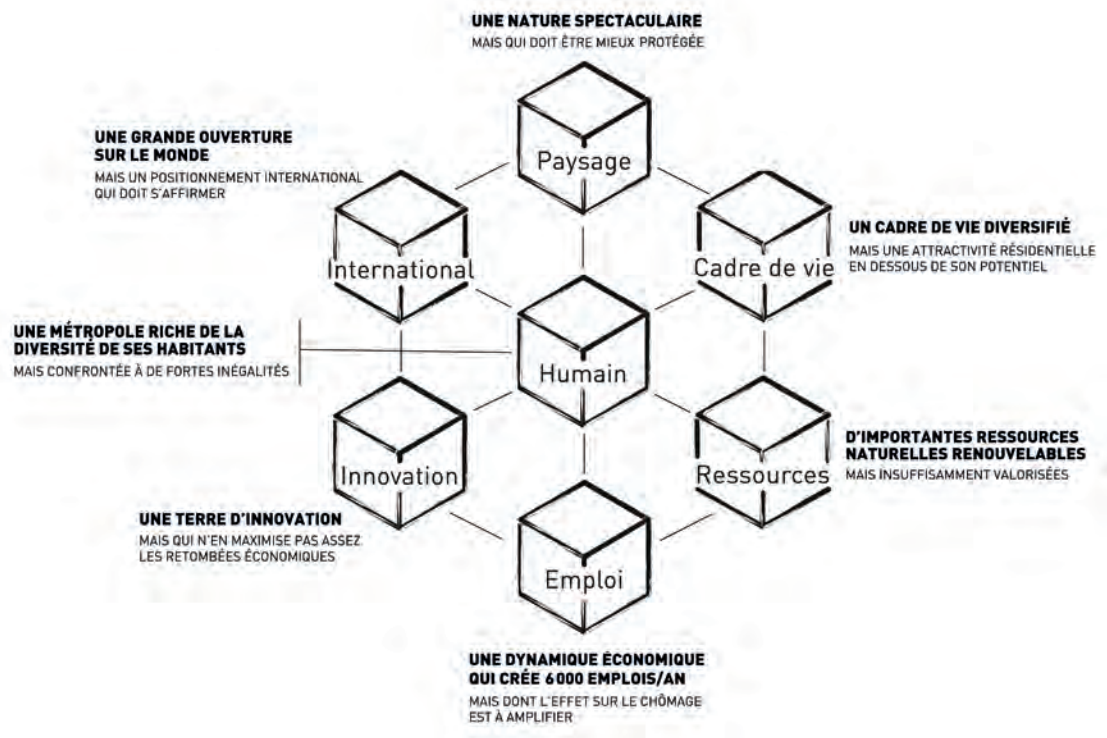 UNE NATURE SPECTACULAIRE
MAIS QUI DOIT ÊTRE MIEUX PROTÉGÉE
Paysage
UNE GRANDE OUVERTURE
SUR LE MONDE
MAIS UN POSITIONNEMENT INTERNATIONAL
QUI DOIT S'AFFIRMER
International
UN CADRE DE VIE DIVERSIFIÉ
MAIS UNE ATTRACTIVITÉ RÉSIDENTIELLE
EN DESSOUS DE SON POTENTIEL
Cadre de vie
UNE MÉTROPOLE RICHE DE LA
DIVERSITÉ DE SES HABITANTS
MAIS CONFRONTÉE À DE FORTES INÉGALITÉS
Humain
Innovation
UNE TERRE D'INNOVATION
MAIS QUI N'EN MAXIMISE PAS ASSEZ
LES RETOMBÉES ÉCONOMIQUES
Ressources
D'IMPORTANTES RESSOURCES
NATURELLES RENOUVELABLES
MAIS INSUFFISAMMENT VALORISÉES
Emploi
UNE DYNAMIQUE ÉCONOMIQUE
QUI CRÉE 6000 EMPLOIS/AN
MAIS DONT L'EFFET SUR LE CHÔMAGE
EST À AMPLIFIER